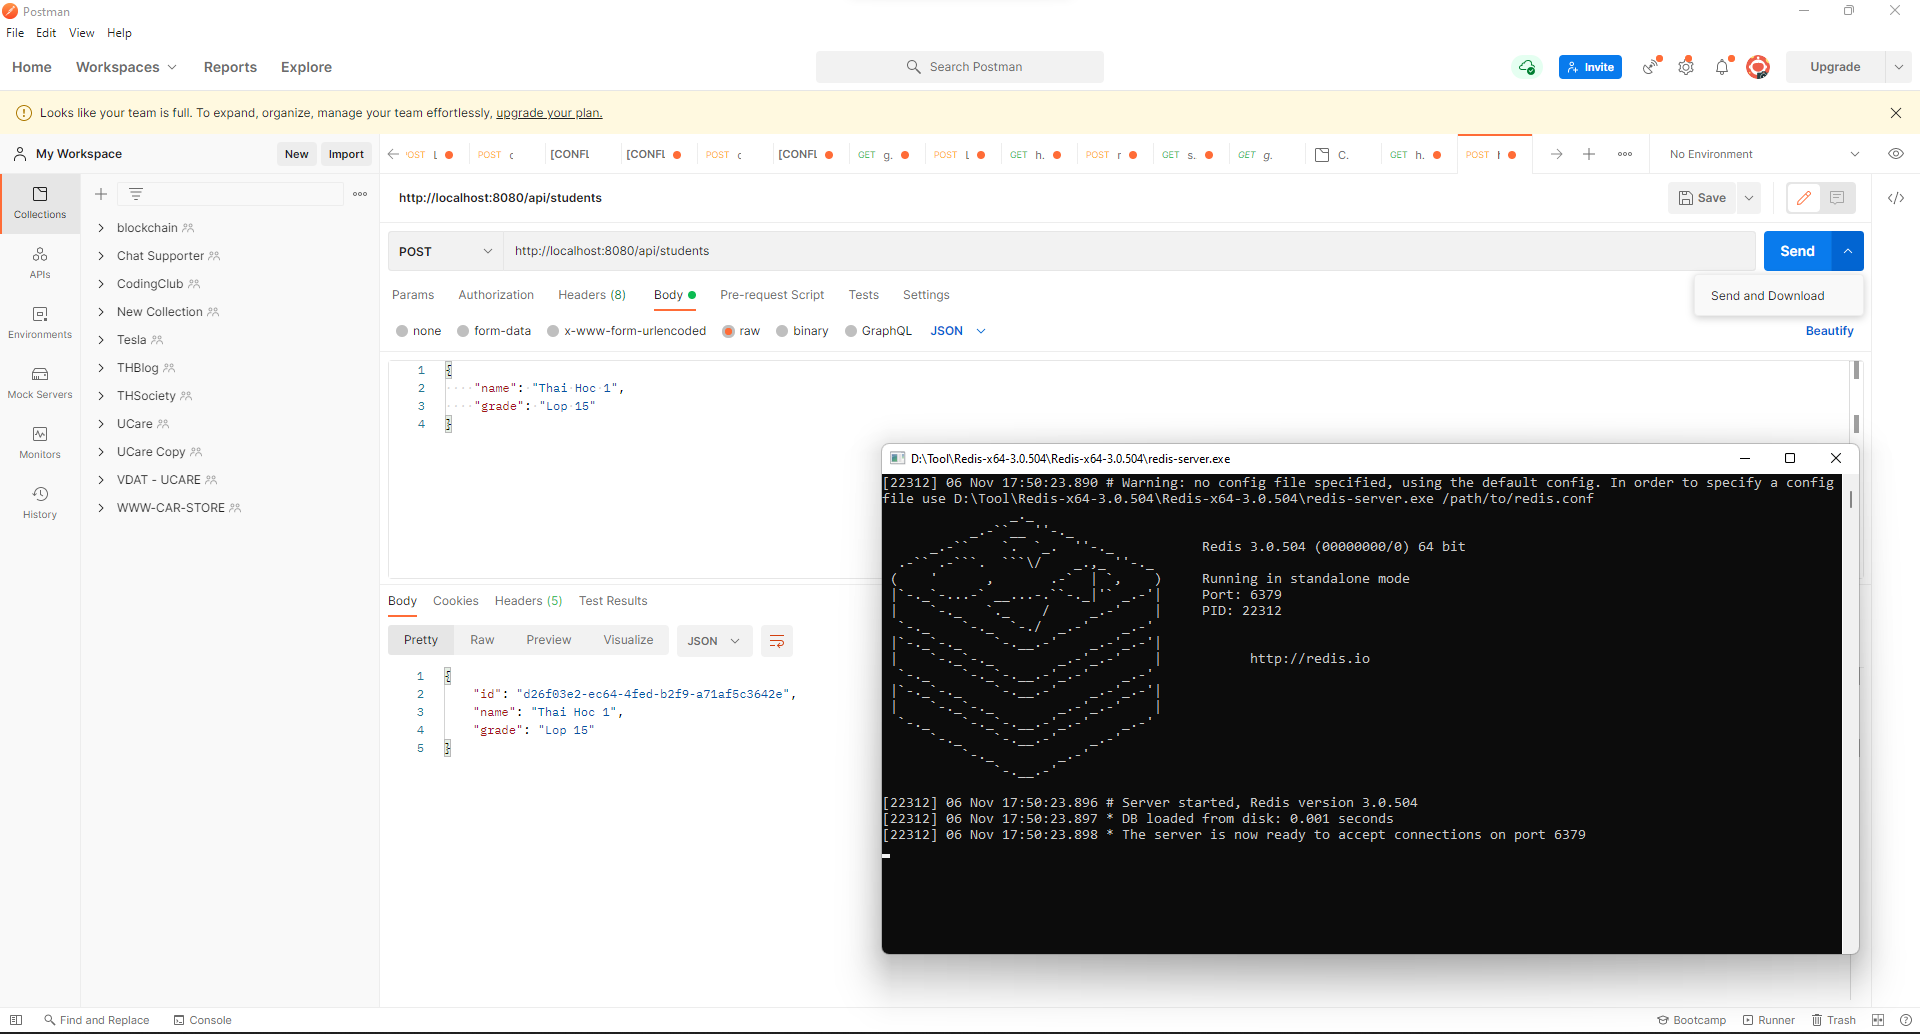 Postman
File Edit View Help
Home Workspaces Reports Explore Search Postman Invite Upgrade
Looks like your team is full. To expand, organize, manage your team effortlessly, upgrade your plan.
My Workspace New Import
POST [CONFL [CONFL POST [CONFL GET g. POST GET h. POST r GET s. GET g. C. GET h. POST No Environment
Collections
APIs
Environments
Mock Servers
Monitors
History
blockchain
Chat Supporter
CodingClub
New Collection
Tesla
THBlog
THSociety
UCare
UCare Copy
VDAT - UCARE
WWW-CAR-STORE
http://localhost:8080/api/students Save
POST http://localhost:8080/api/students Send
Send and Download
Params Authorization Headers (8) Body Pre-request Script Tests Settings
none form-data x-www-form-urlencoded raw binary GraphQL JSON Beautify
1 {
2 "name": "Thai Hoc 1",
3 "grade": "Lop 15"
4 }
Body Cookies Headers (5) Test Results
Pretty Raw Preview Visualize JSON
1 {
2 "id": "d26f03e2-ec64-4fed-b2f9-a71af5c3642e",
3 "name": "Thai Hoc 1",
4 "grade": "Lop 15"
5 }
D:\Tool\Redis-x64-3.0.504\Redis-x64-3.0.504\redis-server.exe
[22312] 06 Nov 17:50:23.890 # Warning: no config file specified, using the default config. In order to specify a config
file use D:\Tool\Redis-x64-3.0.504\Redis-x64-3.0.504\redis-server.exe /path/to/redis.conf
Redis 3.0.504 (00000000/0) 64 bit
Running in standalone mode
Port: 6379
PID: 22312
http://redis.io
[22312] 06 Nov 17:50:23.896 # Server started, Redis version 3.0.504
[22312] 06 Nov 17:50:23.897 * DB loaded from disk: 0.001 seconds
[22312] 06 Nov 17:50:23.898 * The server is now ready to accept connections on port 6379
Find and Replace Console Bootcamp Runner Trash